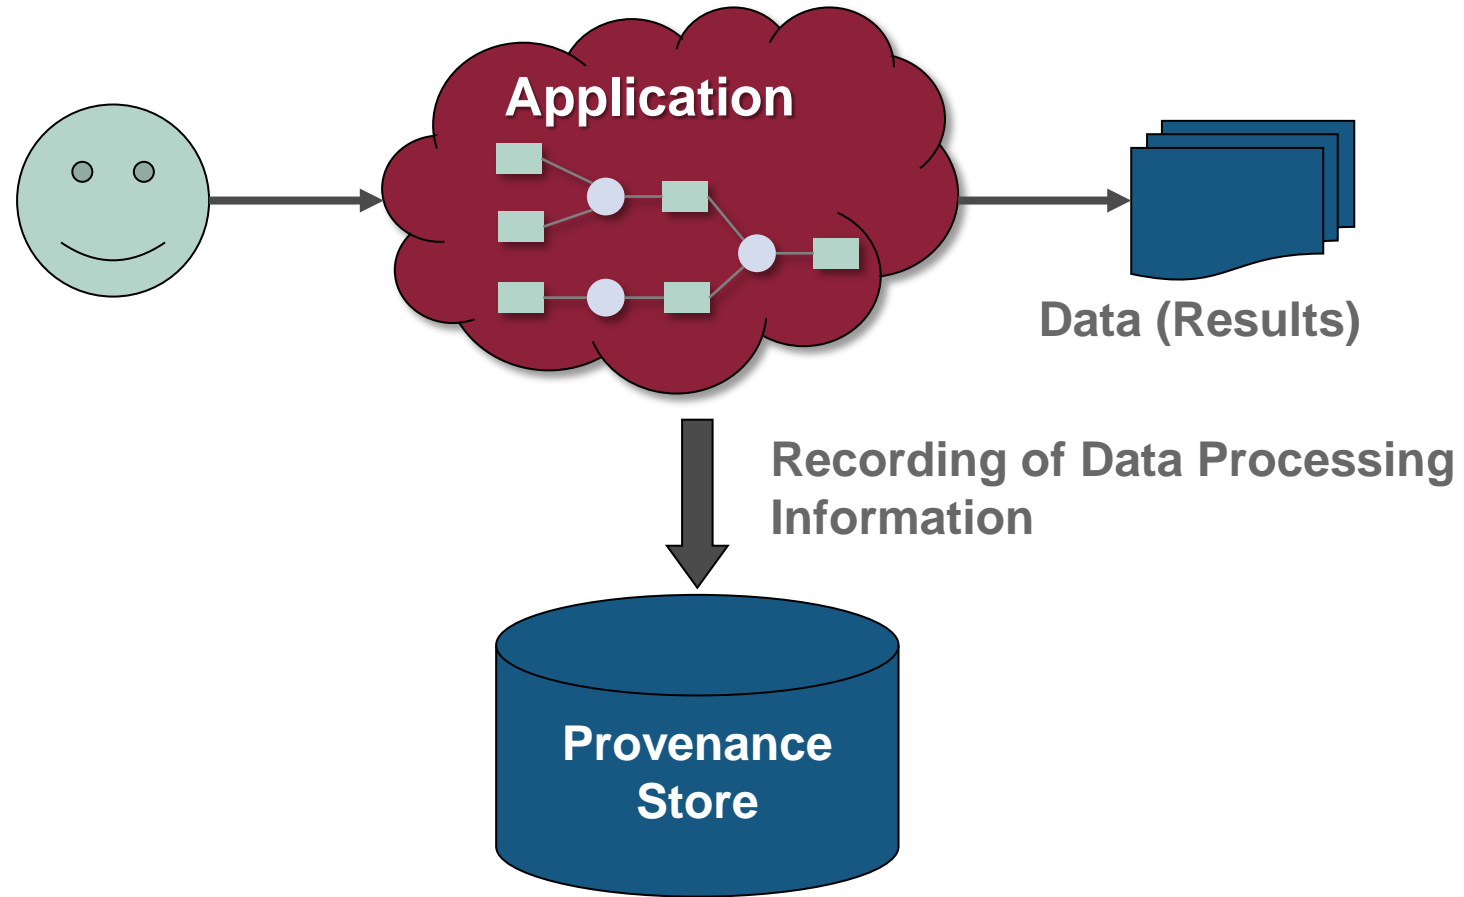 Application
Data (Results)
Recording of Data Processing
Information
Provenance
Store